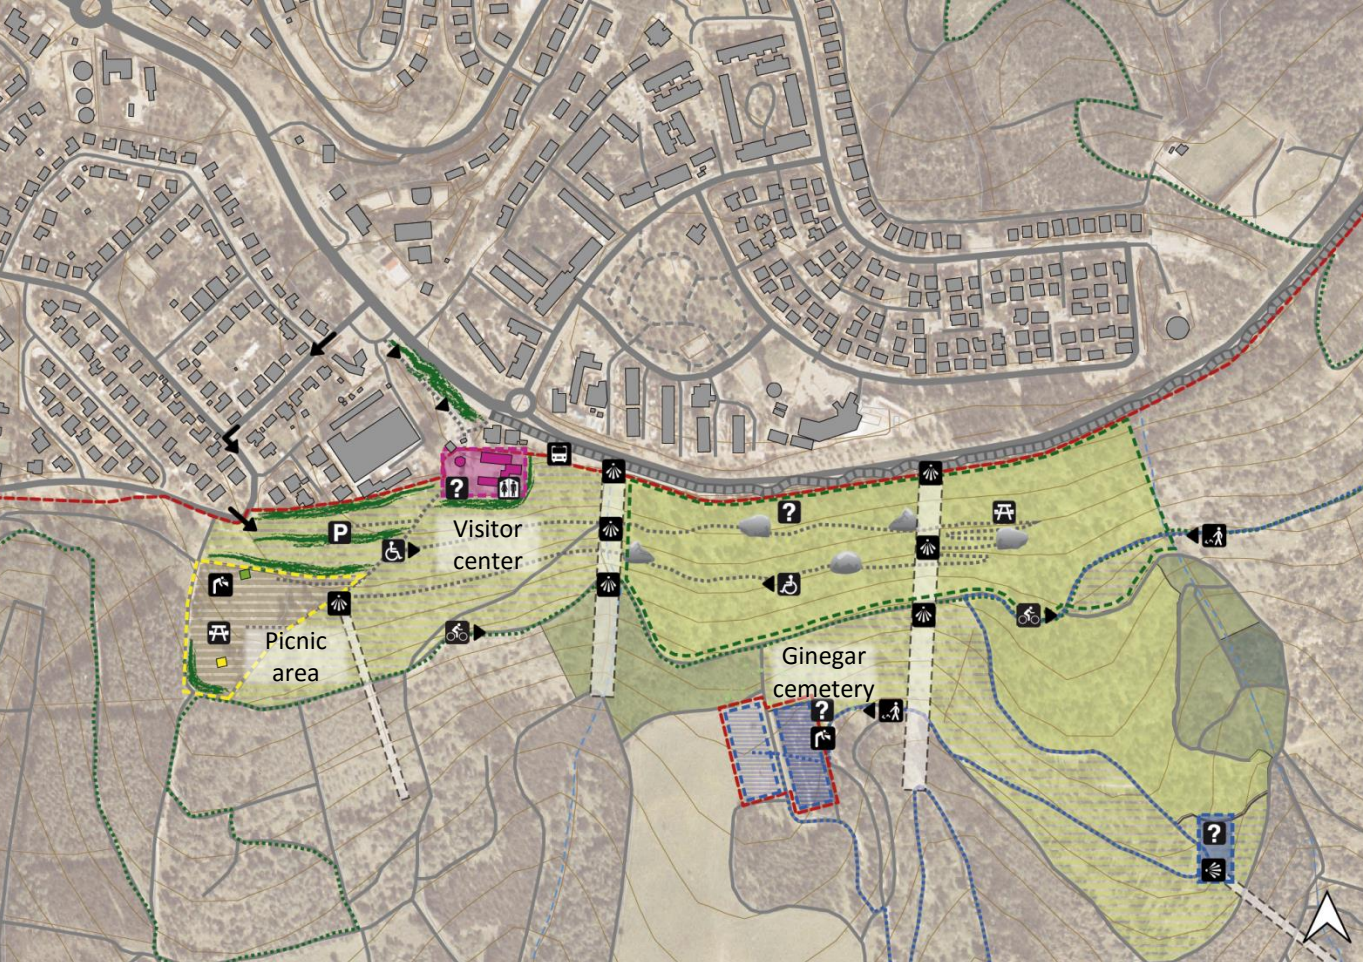 ?
P
Visitor
center
?
Picnic
area
Ginegar
cemetery
?
?